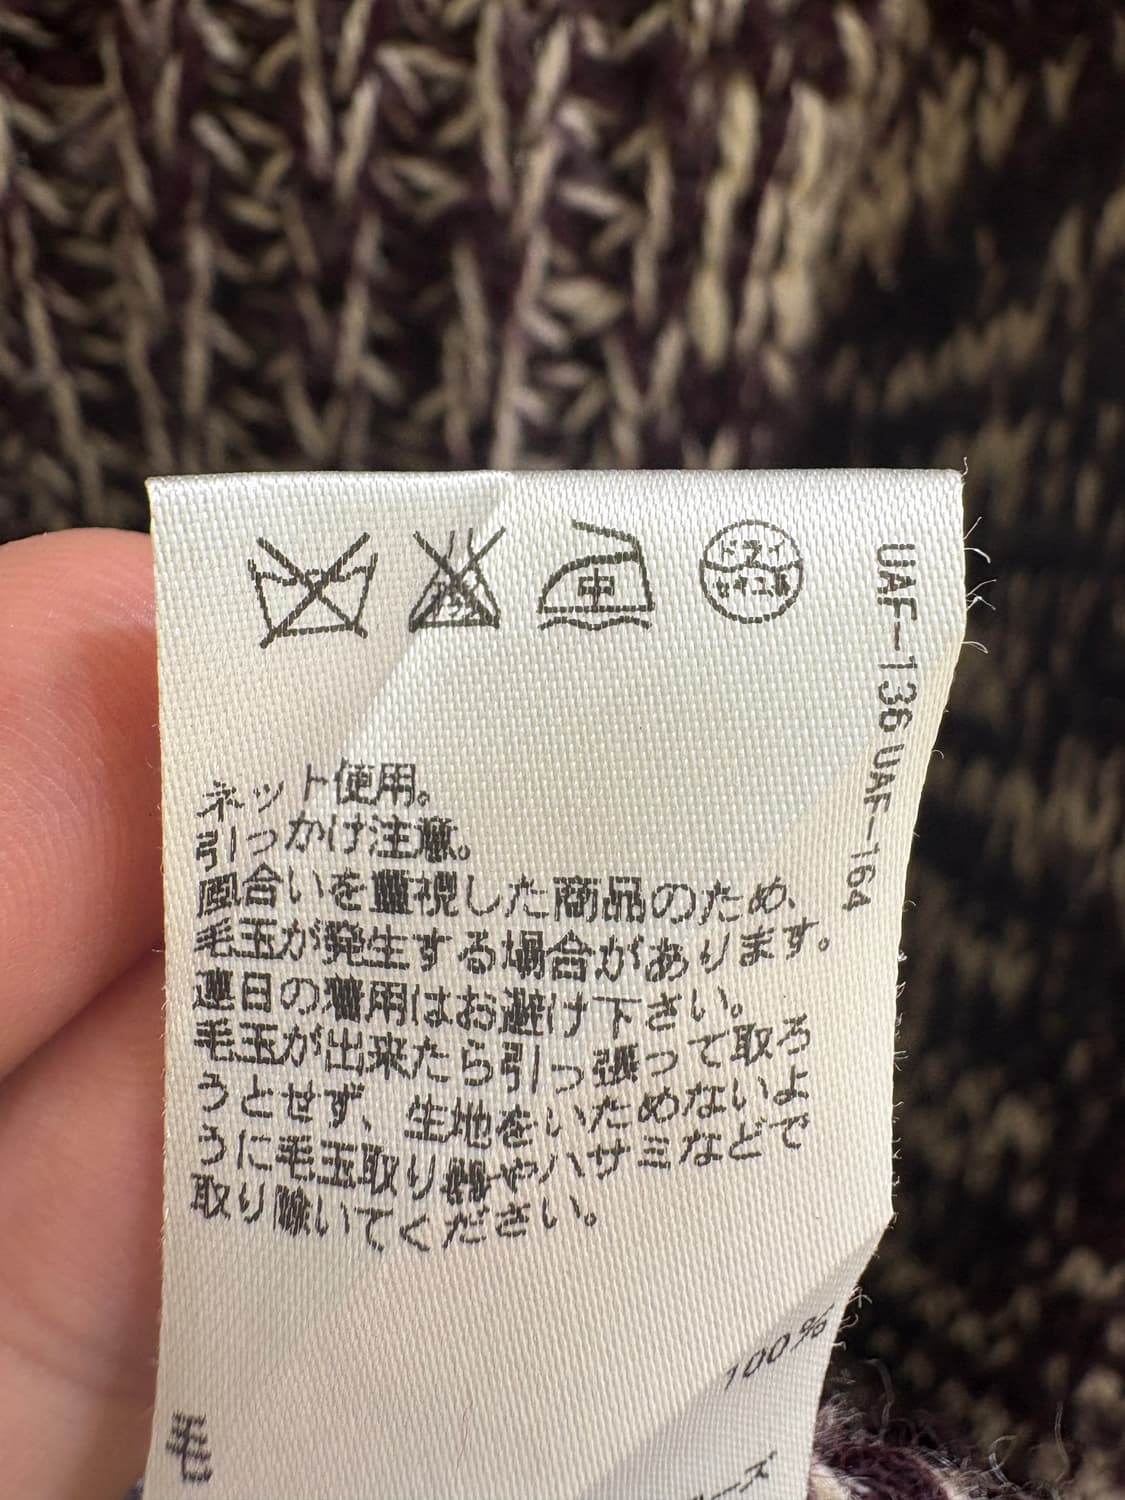 中
ドライ
セキユ系
UAF-136 UAF-164
ネット使用。
引っかけ注意。
風合いを重視した商品のため、
毛玉が発生する場合があります。
連日の着用はお避け下さい。
毛玉が出来たら引っ張って取ろ
うとせず、生地をいためないよ
うに毛玉取り器やハサミなどで
取り除いてください。
毛 100%
ーズ